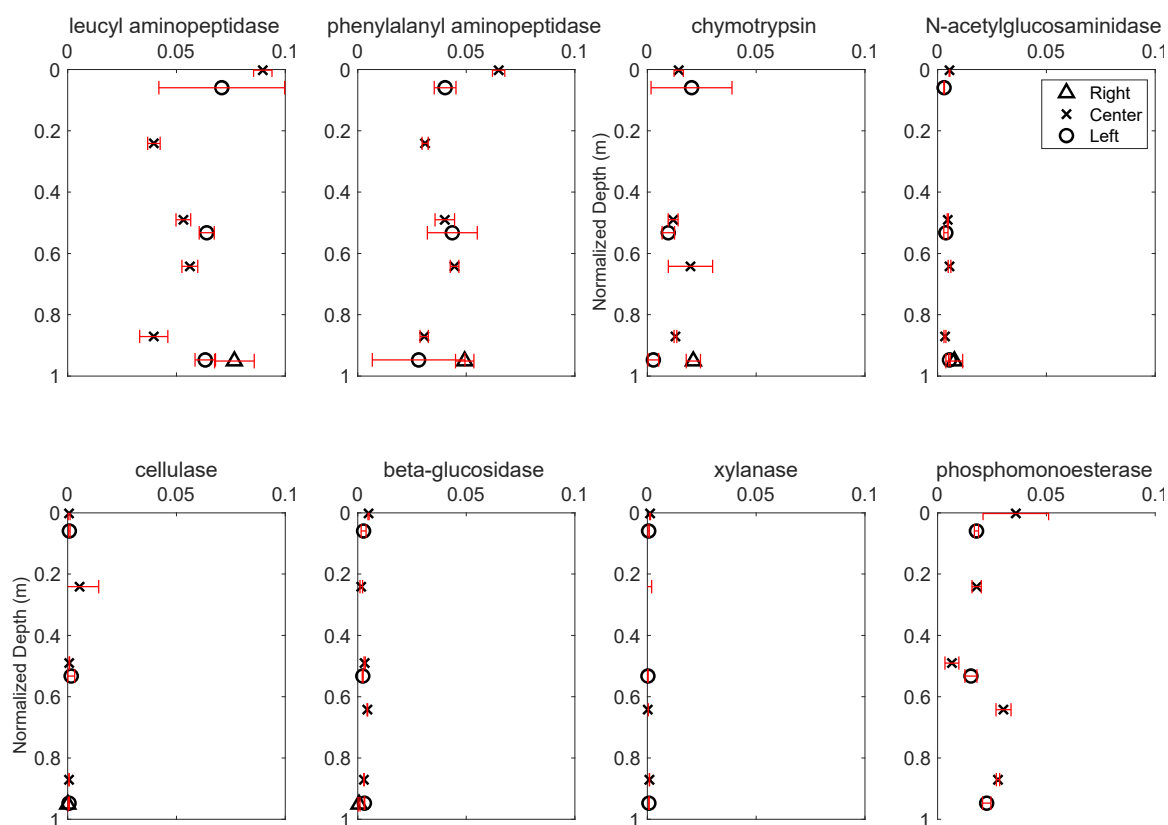 leucyl aminopeptidase phenylalanyl aminopeptidase chymotrypsin N-acetylglucosaminidase
0 0.05 0.1 0 0.05 0.1 0 0.05 0.1 0 0.05 0.1
0 0 0 0
Right
Center
Left
0.2 0.2 0.2 0.2
0.4 0.4 0.4 0.4
Normalized Depth (m)
0.6 0.6 0.6 0.6
0.8 0.8 0.8 0.8
1 1 1 1
cellulase beta-glucosidase xylanase phosphomonoesterase
0 0.05 0.1 0 0.05 0.1 0 0.05 0.1 0 0.05 0.1
0 0 0 0
0.2 0.2 0.2 0.2
0.4 0.4 0.4 0.4
Normalized Depth (m)
0.6 0.6 0.6 0.6
0.8 0.8 0.8 0.8
1 1 1 1